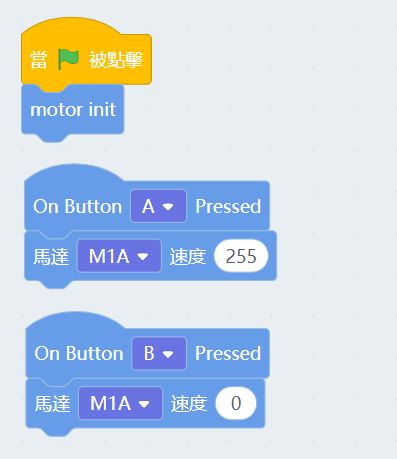 當 被點擊
motor init
On Button A Pressed
馬達 M1A 速度 255
On Button B Pressed
馬達 M1A 速度 0